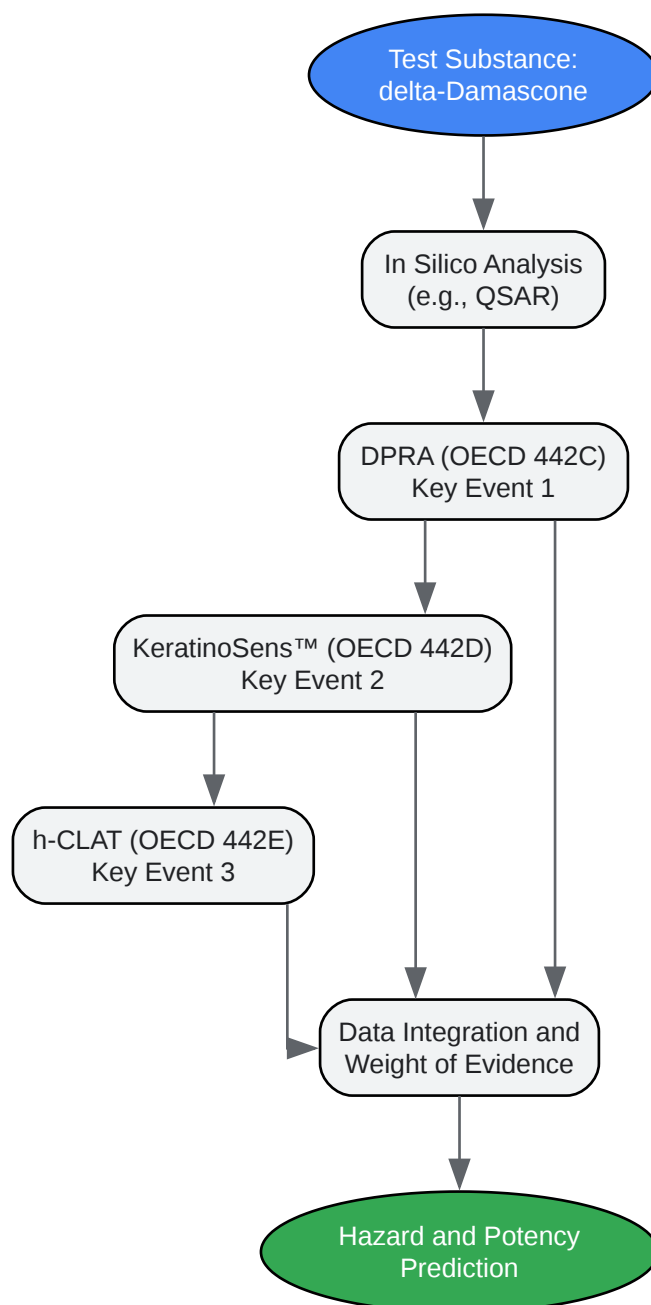 Test Substance:
delta-Damascone
In Silico Analysis
(e.g., QSAR)
DPRA (OECD 442C)
Key Event 1
KeratinoSens™ (OECD 442D)
Key Event 2
h-CLAT (OECD 442E)
Key Event 3
Data Integration and
Weight of Evidence
Hazard and Potency
Prediction